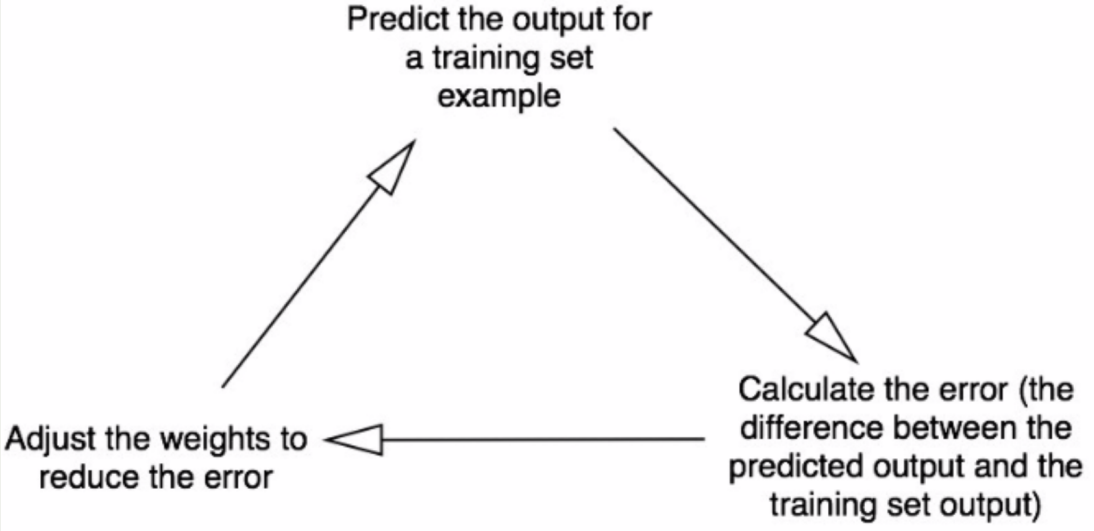 Predict the output for
a training set
example
Calculate the error (the
difference between the
predicted output and the
training set output)
Adjust the weights to
reduce the error